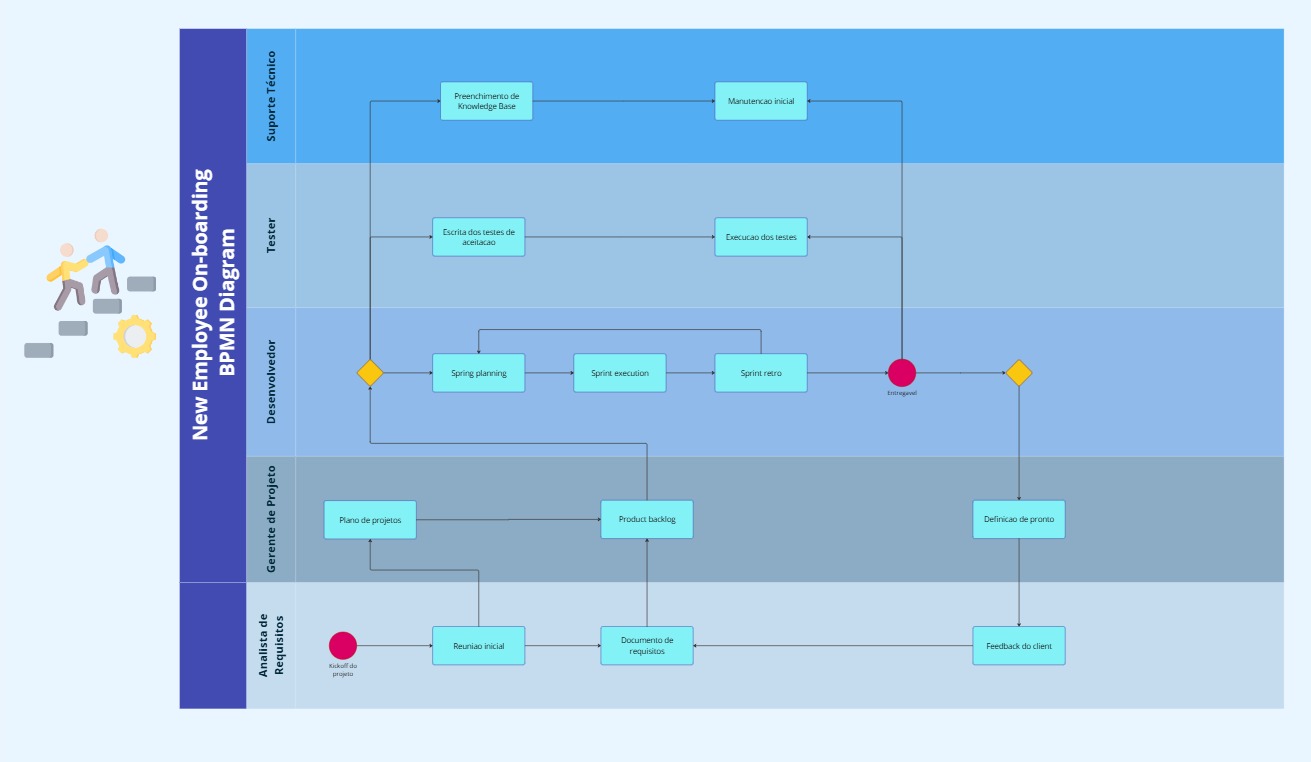 New Employee On-boarding
BPMN Diagram
Suporte Técnico
Preenchimento de
Knowledge Base
Manutencao inicial
Tester
Escrita dos testes de
aceitacao
Execucao dos testes
Desenvolvedor
Spring planning
Sprint execution
Sprint retro
Entregavel
Gerente de Projeto
Plano de projetos
Product backlog
Definicao de pronto
Analista de
Requisitos
Kickoff do
projeto
Reuniao inicial
Documento de
requisitos
Feedback do client